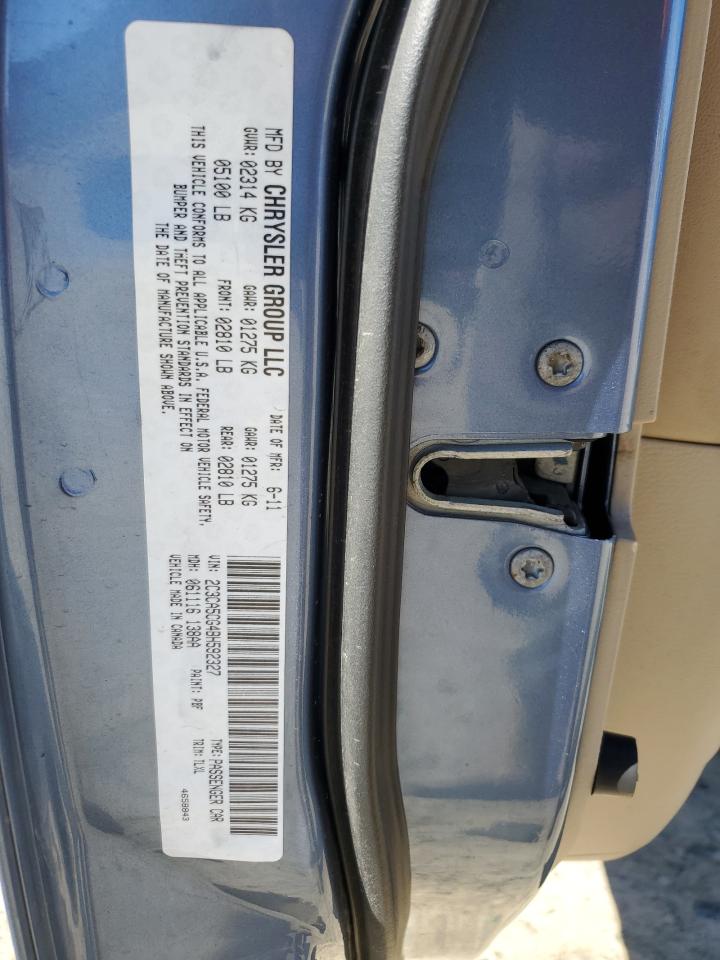 MFD BY CHRYSLER GROUP LLC
DATE OF MFR: 6-11
GVWR: 02314 KG
GAWR: 01275 KG
GAWR: 01275 KG
05100 LB
FRONT: 02810 LB
REAR: 02810 LB
THIS VEHICLE CONFORMS TO ALL APPLICABLE U.S.A. FEDERAL MOTOR VEHICLE SAFETY,
BUMPER AND THEFT PREVENTION STANDARDS IN EFFECT ON
THE DATE OF MANUFACTURE SHOWN ABOVE.
VIN: 2C3CA5CG4BH592327
TYPE: PASSENGER CAR
MDH: 061116 138AA
PAINT: PBF
TRIM: TLXL
VEHICLE MADE IN CANADA
4658843